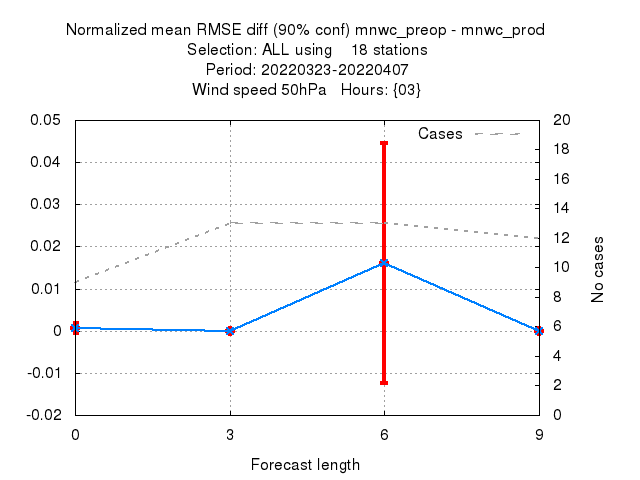 Normalized mean RMSE diff (90% conf) mnwc_preop - mnwc_prod
Selection: ALL using    18 stations
Period: 20220323-20220407
Wind speed 50hPa   Hours: {03}
Cases
0.05
0.04
0.03
0.02
0.01
0
-0.01
-0.02
20
18
16
14
12
10
8
6
4
2
0
No cases
0 3 6 9
Forecast length